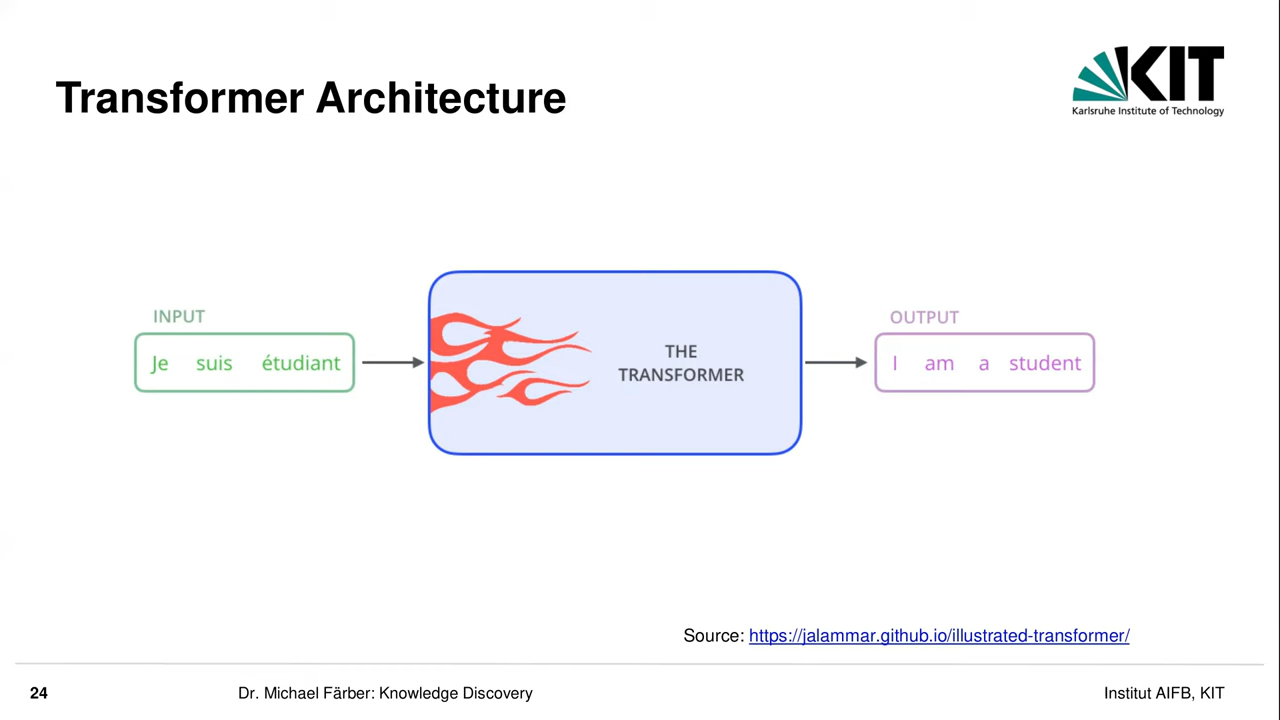 Transformer Architecture
KIT
Karlsruhe Institute of Technology
INPUT
Je suis étudiant
THE
TRANSFORMER
OUTPUT
I am a student
Source: https://jalammar.github.io/illustrated-transformer/
24
Dr. Michael Färber: Knowledge Discovery
Institut AIFB, KIT